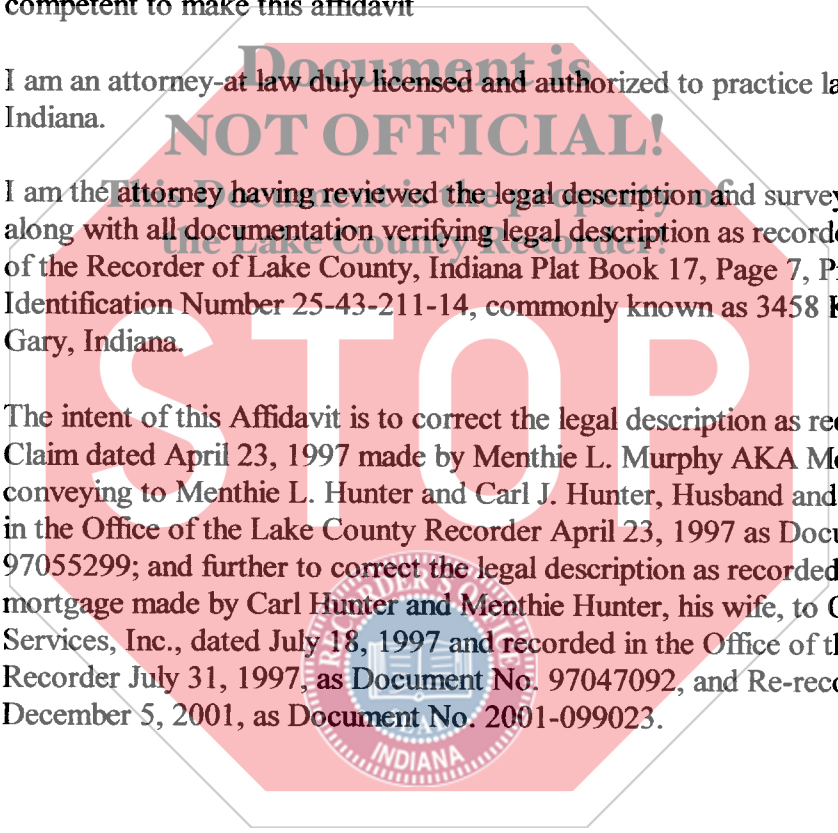 competent to make this affidavit
Document is
I am an attorney-at law duly licensed and authorized to practice la
Indiana.
NOT OFFICIAL!
I am the attorney having reviewed the legal description and survey
This Document is the property of
along with all documentation verifying legal description as recorde
the Lake County Recorder!
of the Recorder of Lake County, Indiana Plat Book 17, Page 7, P
Identification Number 25-43-211-14, commonly known as 3458
Gary, Indiana.
STOP
The intent of this Affidavit is to correct the legal description as rec
Claim dated April 23, 1997 made by Menthie L. Murphy AKA M
conveying to Menthie L. Hunter and Carl J. Hunter, Husband and
in the Office of the Lake County Recorder April 23, 1997 as Docu
97055299; and further to correct the legal description as recorded
mortgage made by Carl Hunter and Menthie Hunter, his wife, to
Services, Inc., dated July 18, 1997 and recorded in the Office of t
Recorder July 31, 1997, as Document No. 97047092, and Re-reco
December 5, 2001, as Document No. 2001-099023.
INDIANA